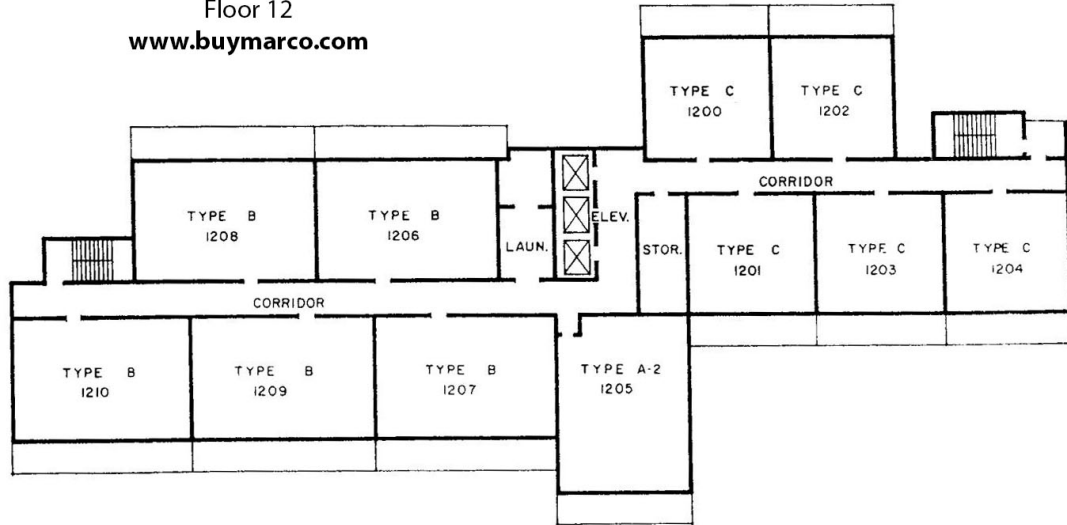 Floor 12
www.buymarco.com
TYPE C
1200
TYPE C
1202
CORRIDOR
TYPE B
1208
TYPE B
1206
LAUN.
ELEV.
STOR.
TYPE C
1201
TYPE C
1203
TYPE C
1204
CORRIDOR
TYPE B
1210
TYPE B
1209
TYPE B
1207
TYPE A-2
1205